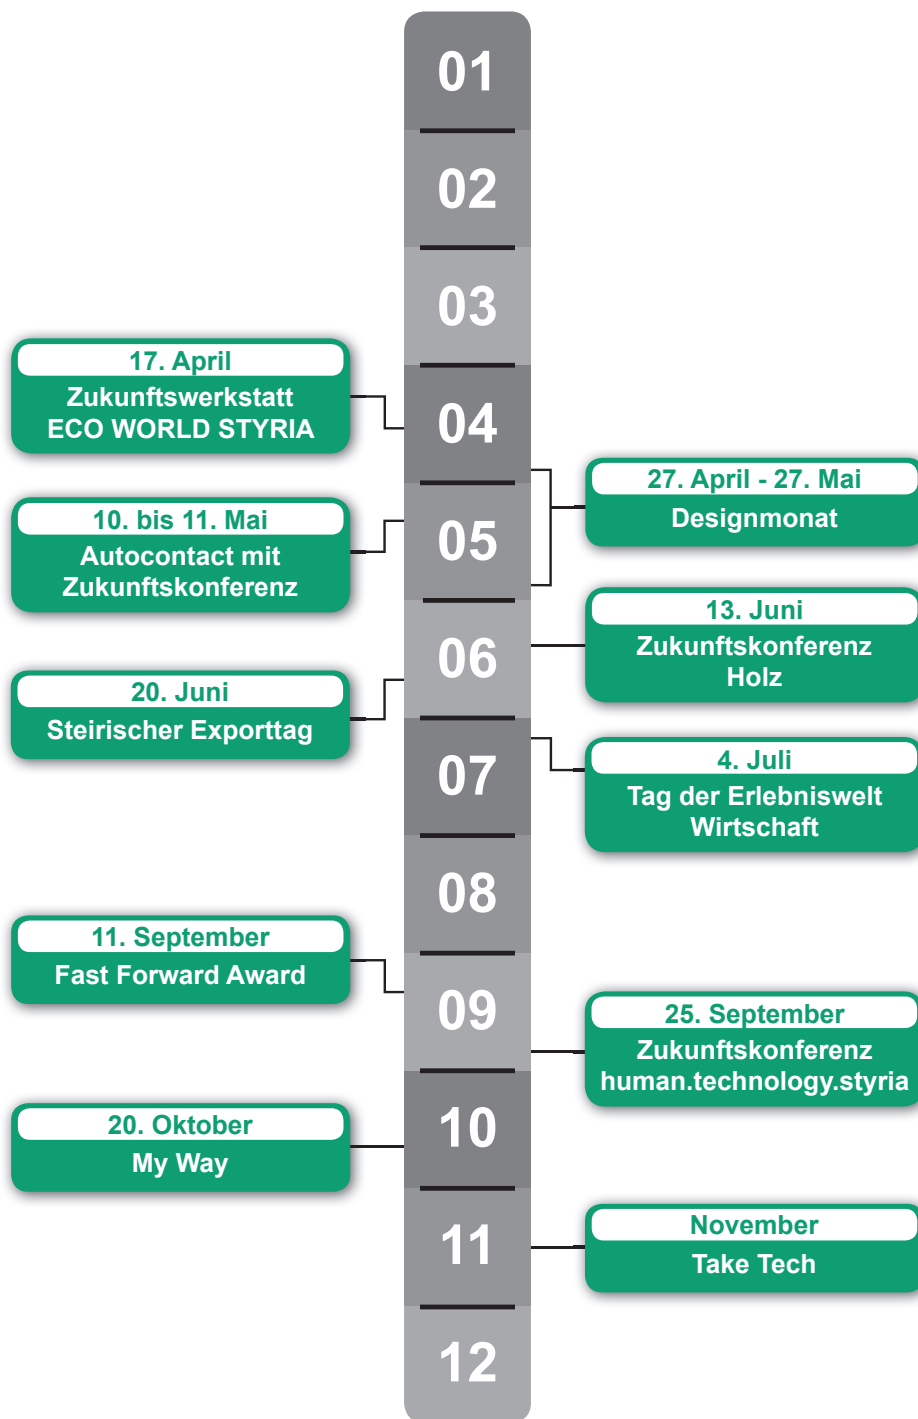 01
02
03
17. April
Zukunftswerkstatt
ECO WORLD STYRIA
04
27. April - 27. Mai
Designmonat
10. bis 11. Mai
Autocontact mit
Zukunftskonferenz
05
13. Juni
Zukunftskonferenz
Holz
06
20. Juni
Steirischer Exporttag
4. Juli
Tag der Erlebniswelt
Wirtschaft
07
08
11. September
Fast Forward Award
09
25. September
Zukunftskonferenz
human.technology.styria
20. Oktober
My Way
10
11
November
Take Tech
12